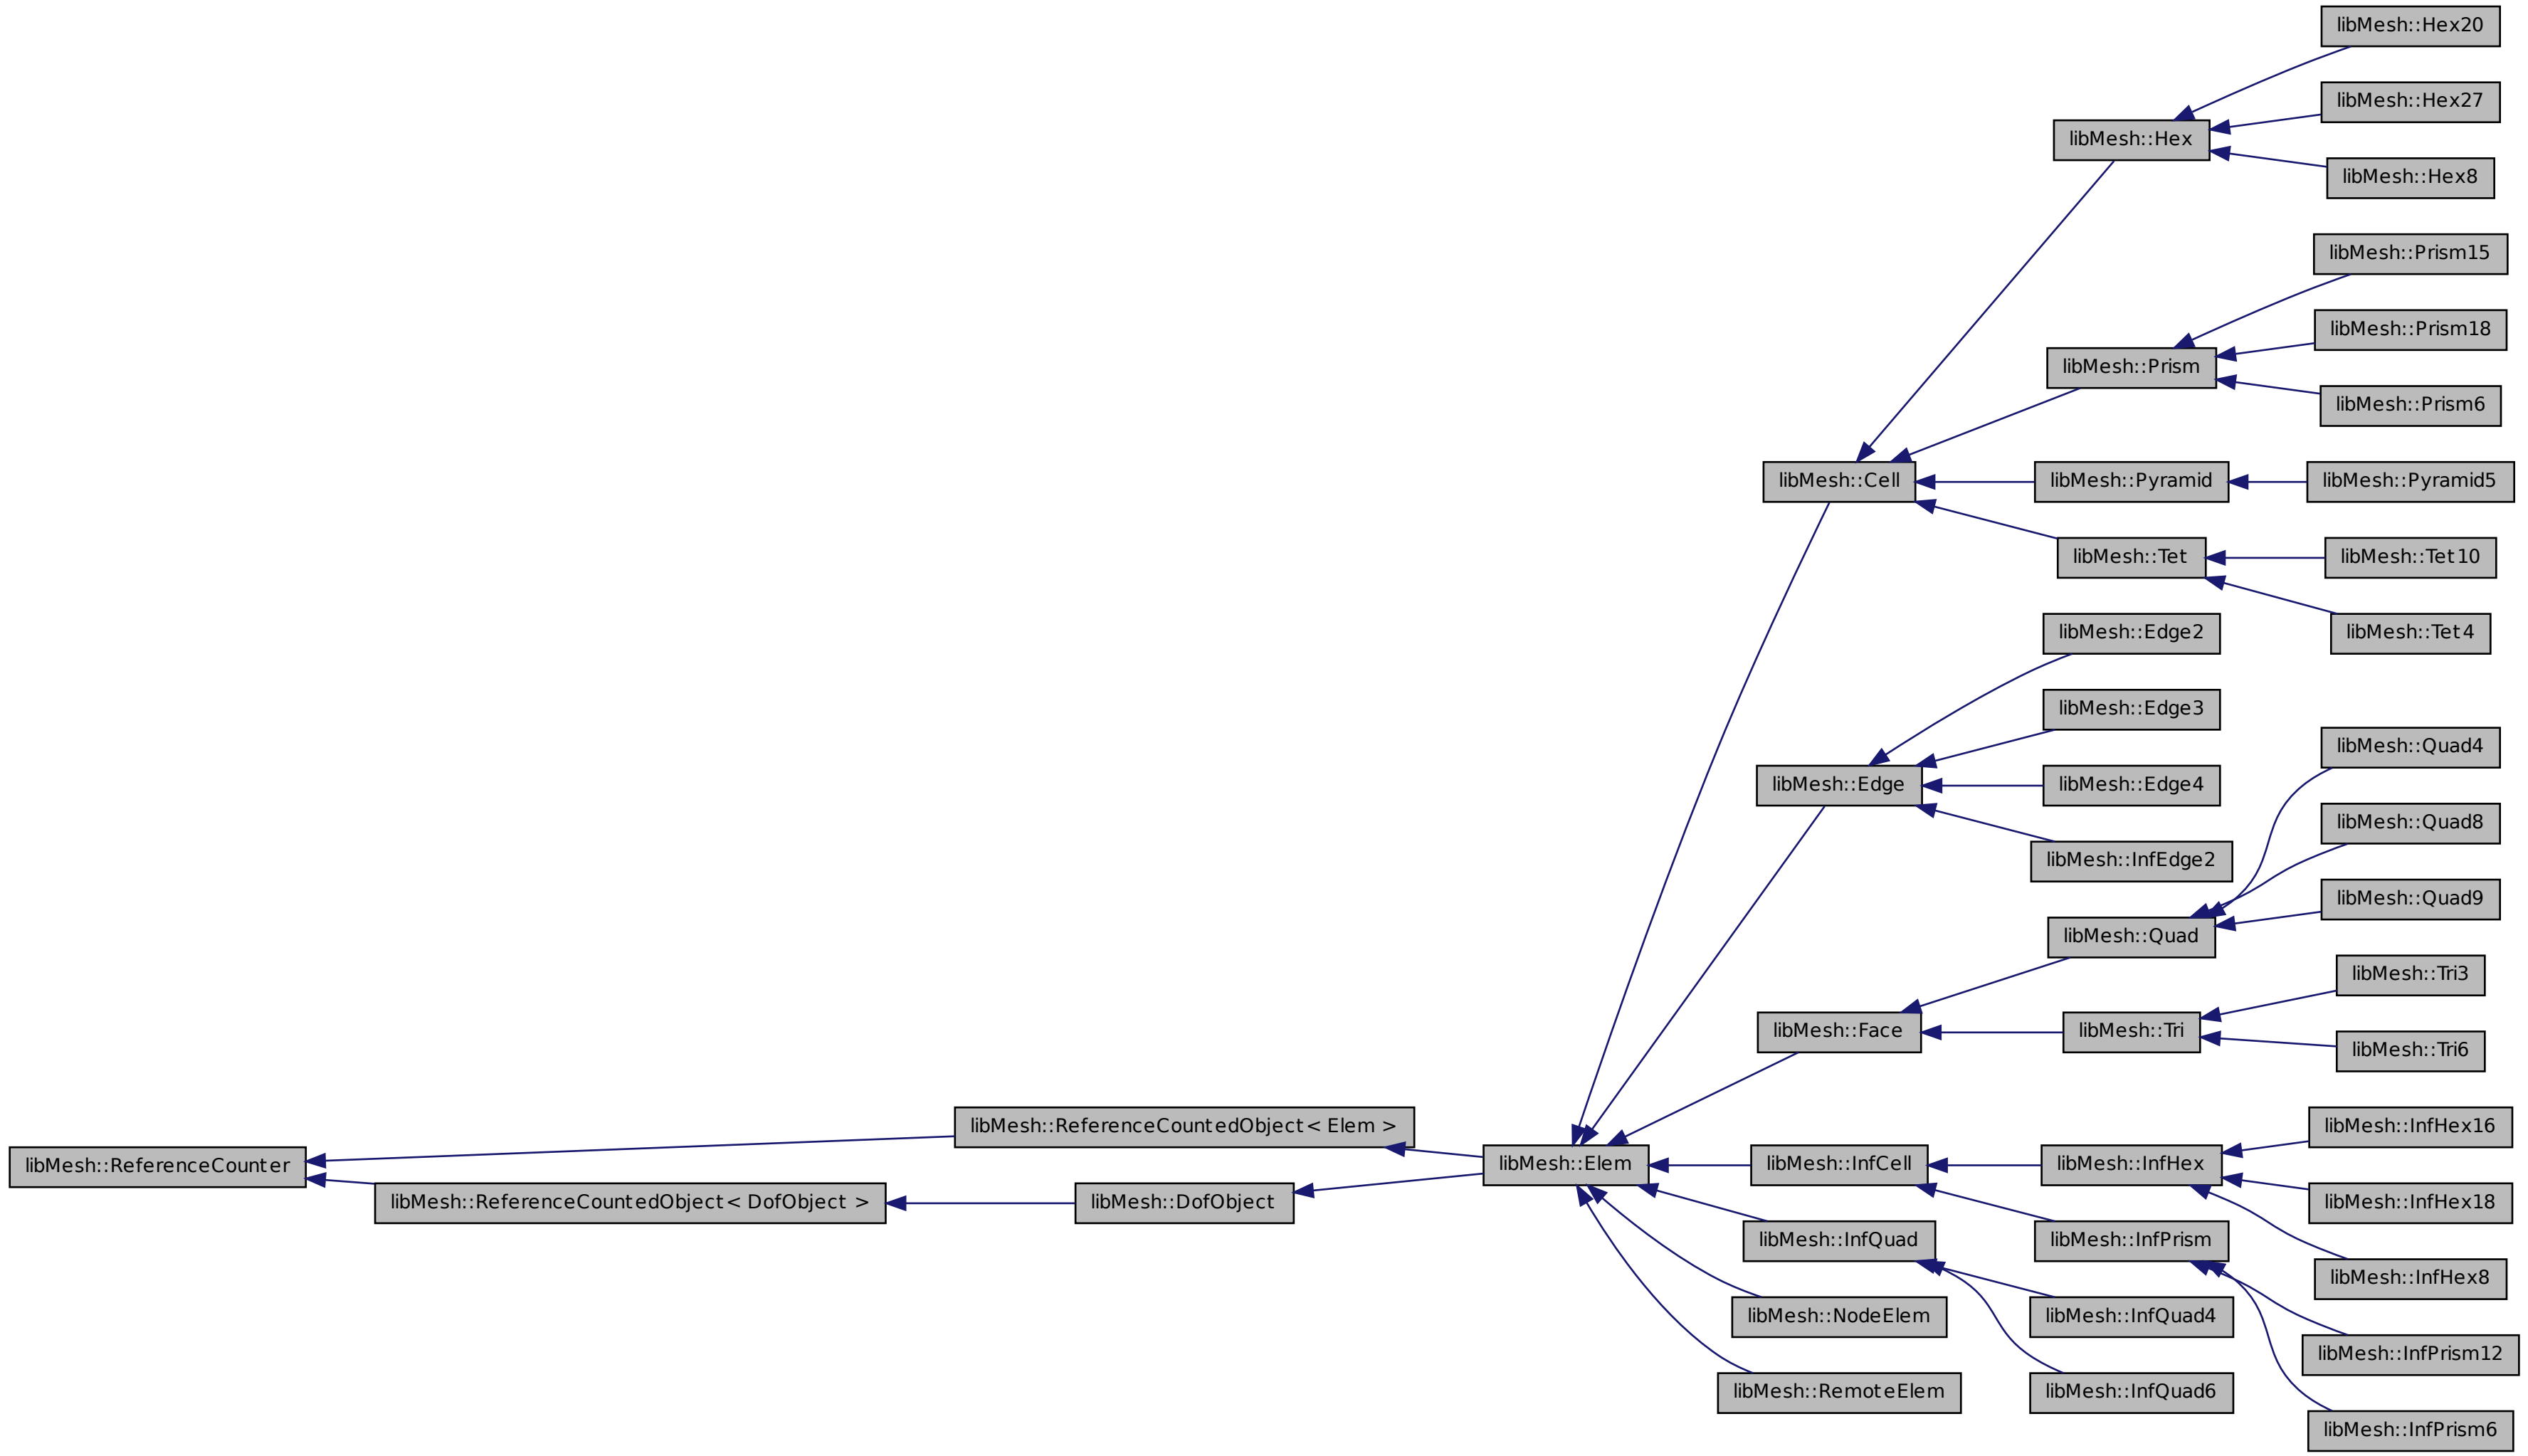 libMesh::Hex20
libMesh::Hex27
libMesh::Hex
libMesh::Hex8
libMesh::Prism15
libMesh::Prism18
libMesh::Prism
libMesh::Prism6
libMesh::Cell
libMesh::Pyramid
libMesh::Pyramid5
libMesh::Tet
libMesh::Tet10
libMesh::Tet4
libMesh::Edge2
libMesh::Edge3
libMesh::Quad4
libMesh::Edge
libMesh::Edge4
libMesh::Quad8
libMesh::InfEdge2
libMesh::Quad9
libMesh::Quad
libMesh::Tri3
libMesh::Face
libMesh::Tri
libMesh::Tri6
libMesh::ReferenceCountedObject< Elem >
libMesh::InfHex16
libMesh::ReferenceCounter
libMesh::Elem
libMesh::InfCell
libMesh::InfHex
libMesh::ReferenceCountedObject< DofObject >
libMesh::DofObject
libMesh::InfHex18
libMesh::InfQuad
libMesh::InfPrism
libMesh::InfHex8
libMesh::NodeElem
libMesh::InfQuad4
libMesh::InfPrism12
libMesh::RemoteElem
libMesh::InfQuad6
libMesh::InfPrism6